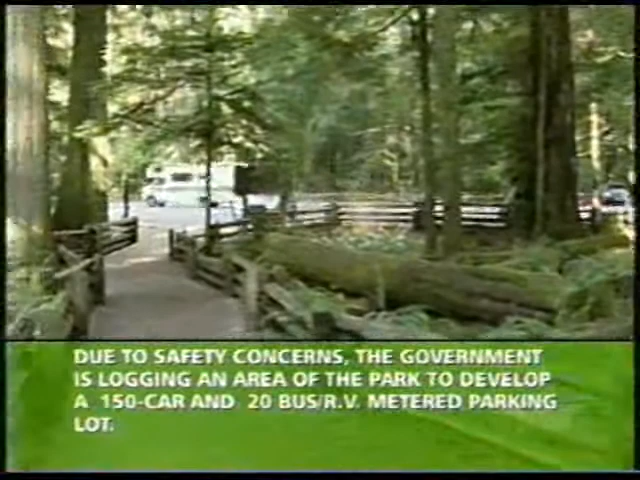 DUE TO SAFETY CONCERNS, THE GOVERNMENT
IS LOGGING AN AREA OF THE PARK TO DEVELOP
A 150-CAR AND 20 BUS/R.V. METERED PARKING
LOT.